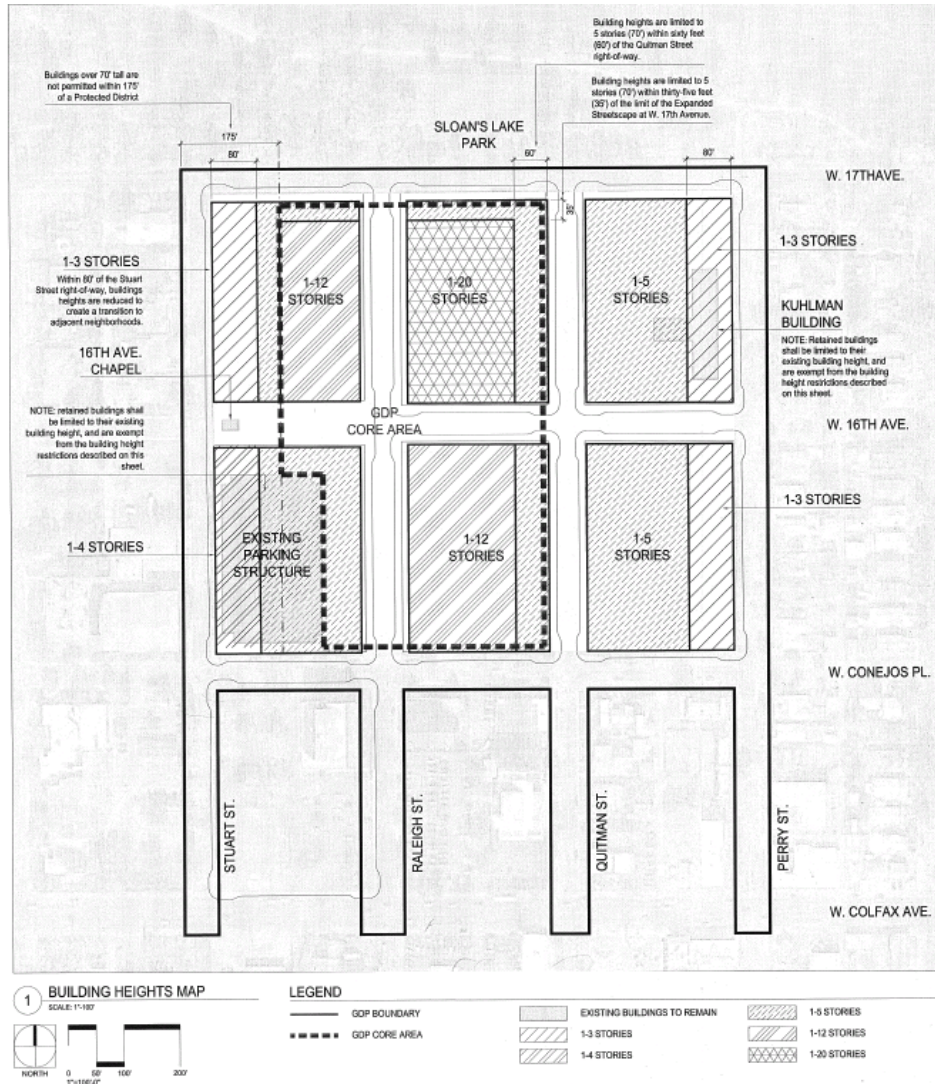 Building heights are limited to
5 stories (70') within sixty feet
(60') of the Quitman Street
right-of-way.
Buildings over 70' tall are
not permitted within 175'
of a Protected District
Building heights are limited to 5
stories (70') within thirty-five feet
(35') of the limit of the Expanded
Streetscape at W. 17th Avenue.
175'
80'
SLOAN'S LAKE
PARK
60'
80'
35'
W. 17THAVE.
1-3 STORIES
Within 80' of the Stuart
Street right-of-way, buildings
heights are reduced to
create a transition to
adjacent neighborhoods.
1-12
STORIES
1-20
STORIES
1-5
STORIES
1-3 STORIES
KUHLMAN
BUILDING
NOTE: Retained buildings
shall be limited to their
existing building height, and
are exempt from the building
height restrictions described
on this sheet.
16TH AVE.
CHAPEL
NOTE: retained buildings shall
be limited to their existing
building height, and are exempt
from the building height
restrictions described on this
sheet.
GDP
CORE AREA
W. 16TH AVE.
1-4 STORIES
EXISTING
PARKING
STRUCTURE
1-12
STORIES
1-5
STORIES
1-3 STORIES
W. CONEJOS PL.
STUART ST.
RALEIGH ST.
QUITMAN ST.
PERRY ST.
W. COLFAX AVE.
1 BUILDING HEIGHTS MAP
SCALE: 1"-100'
NORTH
0 50' 100' 200'
1"=100'-0"
LEGEND
GDP BOUNDARY
GDP CORE AREA
EXISTING BUILDINGS TO REMAIN
1-3 STORIES
1-4 STORIES
1-5 STORIES
1-12 STORIES
1-20 STORIES